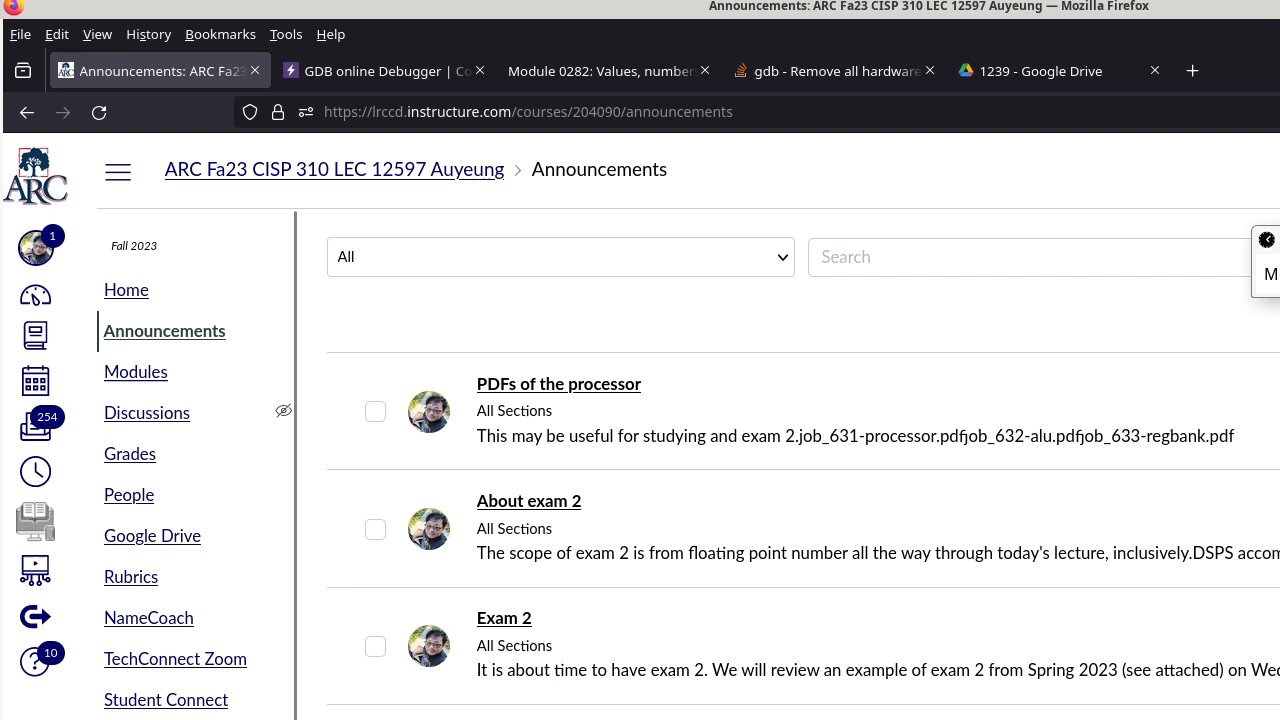 Announcements: ARC Fa23 CISP 310 LEC 12597 Auyeung — Mozilla Firefox
File Edit View History Bookmarks Tools Help
Announcements: ARC Fa23 GDB online Debugger | Co Module 0282: Values, number gdb - Remove all hardware 1239 - Google Drive
https://lrccd.instructure.com/courses/204090/announcements
ARC
ARC Fa23 CISP 310 LEC 12597 Auyeung > Announcements
1
Fall 2023
All
Search
M
Home
Announcements
Modules
Discussions
254
Grades
People
Google Drive
Rubrics
NameCoach
TechConnect Zoom
10
Student Connect
PDFs of the processor
All Sections
This may be useful for studying and exam 2.job_631-processor.pdfjob_632-alu.pdfjob_633-regbank.pdf
About exam 2
All Sections
The scope of exam 2 is from floating point number all the way through today's lecture, inclusively.DSPS accom
Exam 2
All Sections
It is about time to have exam 2. We will review an example of exam 2 from Spring 2023 (see attached) on Wed